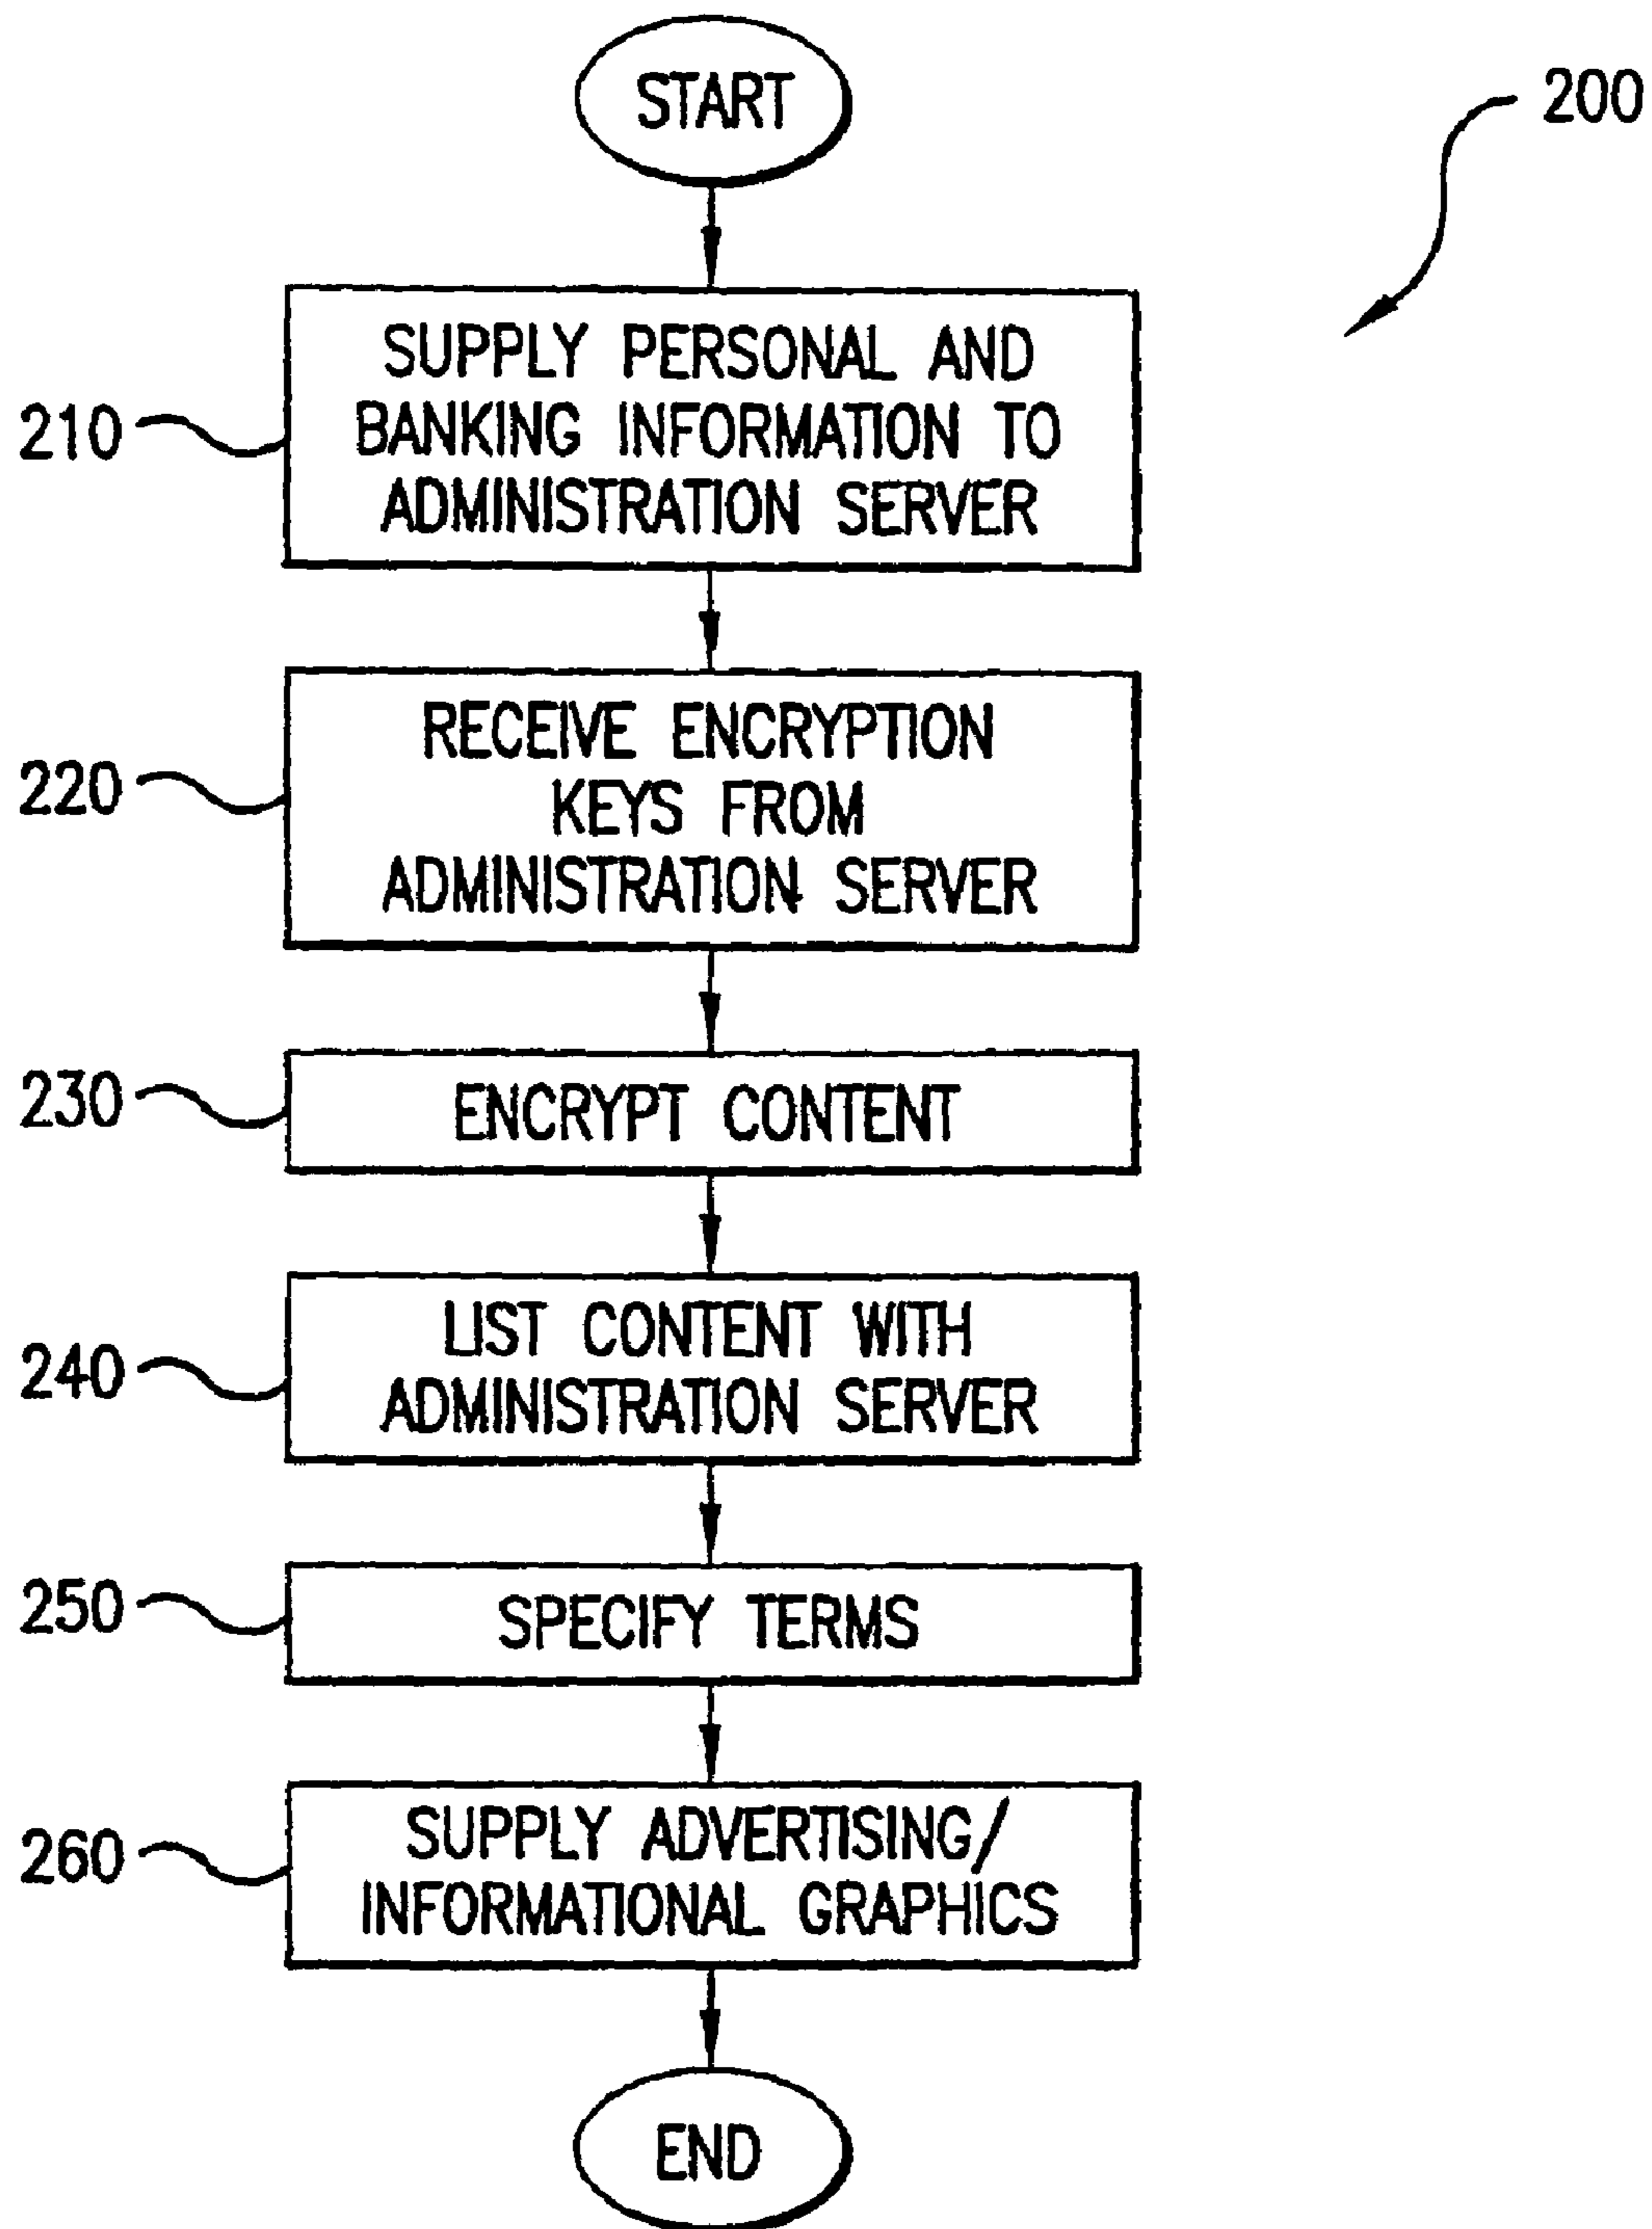 START
200
SUPPLY PERSONAL AND
210
BANKING INFORMATION TO
ADMINISTRATION SERVER
RECEIVE ENCRYPTION
220
KEYS FROM
ADMINISTRATION SERVER
230
ENCRYPT CONTENT
LIST CONTENT WITH
240
ADMINISTRATION SERVER
250
SPECIFY TERMS
SUPPLY ADVERTISING/
260
INFORMATIONAL GRAPHICS
END